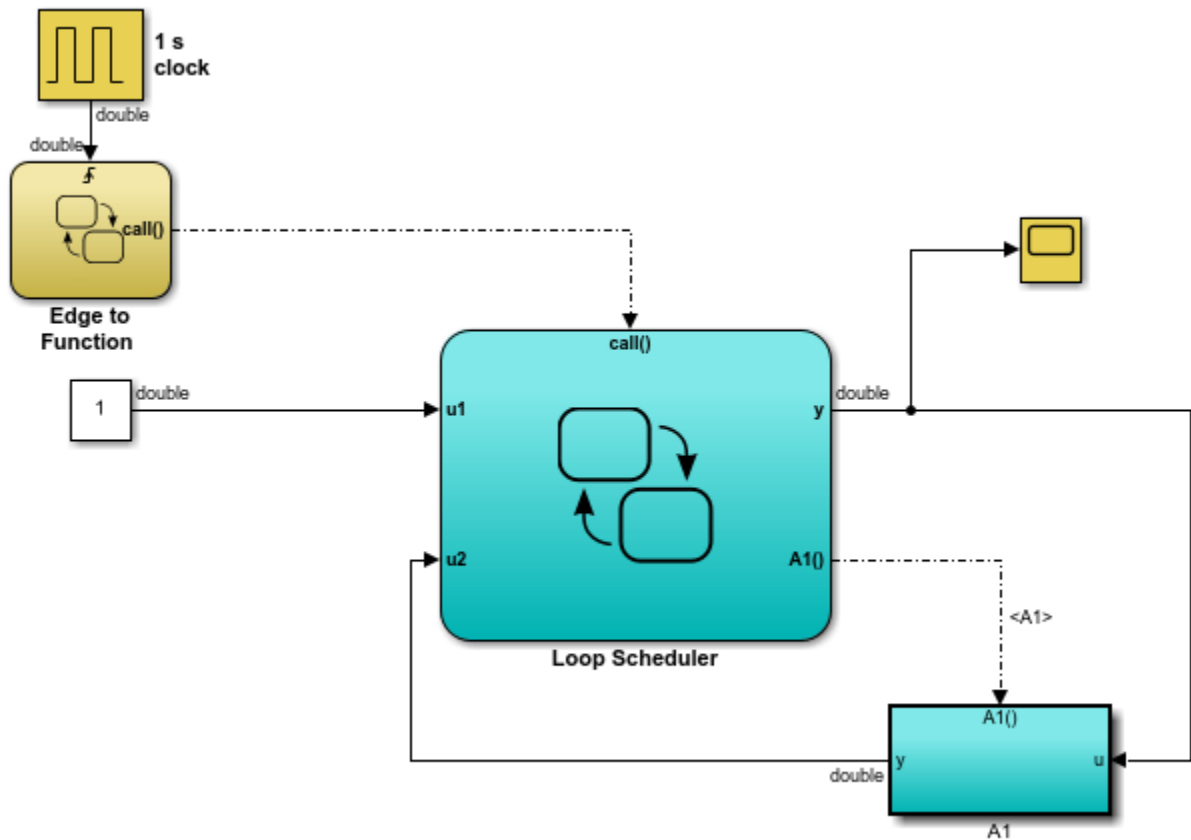 1 s
clock
double
double
call()
Edge to
Function
call()
1
double
u1
y
double
u2
A1()
<A1>
Loop Scheduler
A1()
y
u
double
A1